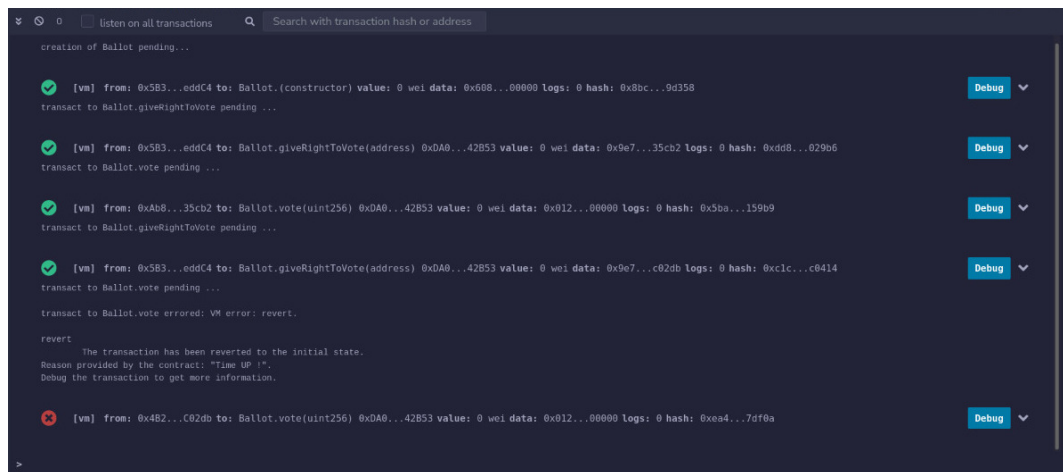 0 listen on all transactions Search with transaction hash or address
creation of Ballot pending...
[vm] from: 0x5B3...eddC4 to: Ballot.(constructor) value: 0 wei data: 0x608...00000 logs: 0 hash: 0x8bc...9d358 Debug
transact to Ballot.giveRightToVote pending ...
[vm] from: 0x5B3...eddC4 to: Ballot.giveRightToVote(address) 0xDA0...42B53 value: 0 wei data: 0x9e7...35cb2 logs: 0 hash: 0xdd8...029b6 Debug
transact to Ballot.vote pending ...
[vm] from: 0xAb8...35cb2 to: Ballot.vote(uint256) 0xDA0...42B53 value: 0 wei data: 0x012...00000 logs: 0 hash: 0x5ba...159b9 Debug
transact to Ballot.giveRightToVote pending ...
[vm] from: 0x5B3...eddC4 to: Ballot.giveRightToVote(address) 0xDA0...42B53 value: 0 wei data: 0x9e7...c02db logs: 0 hash: 0xc1c...c0414 Debug
transact to Ballot.vote pending ...
transact to Ballot.vote errored: VM error: revert.
revert
The transaction has been reverted to the initial state.
Reason provided by the contract: "Time UP !".
Debug the transaction to get more information.
[vm] from: 0x4B2...C02db to: Ballot.vote(uint256) 0xDA0...42B53 value: 0 wei data: 0x012...00000 logs: 0 hash: 0xea4...7df0a Debug
>